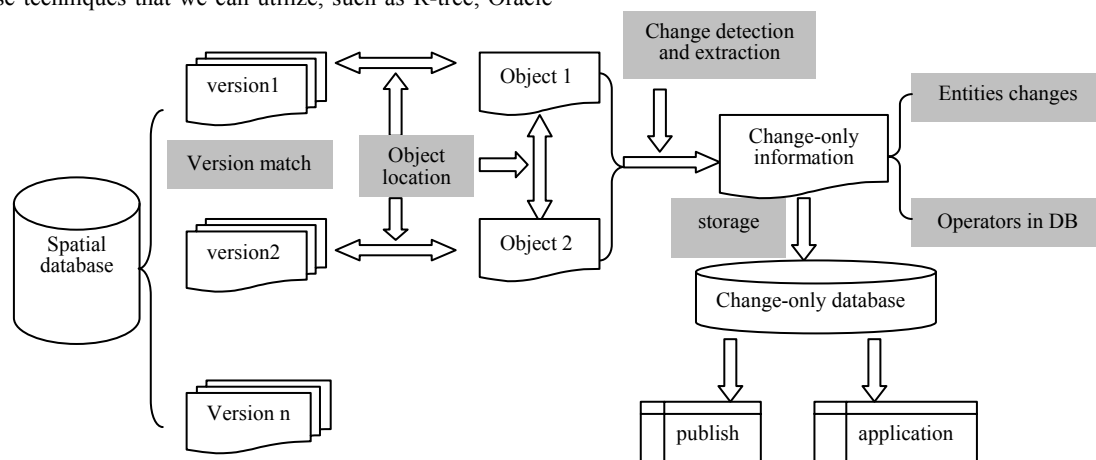 se techniques that we can utilize, such as R-tree, Oracle
Change detection
and extraction
version1
Object 1
Entities changes
Version match
Object
location
Change-only
information
Spatial
database
version2
Object 2
storage
Operators in DB
Change-only database
Version n
publish
application